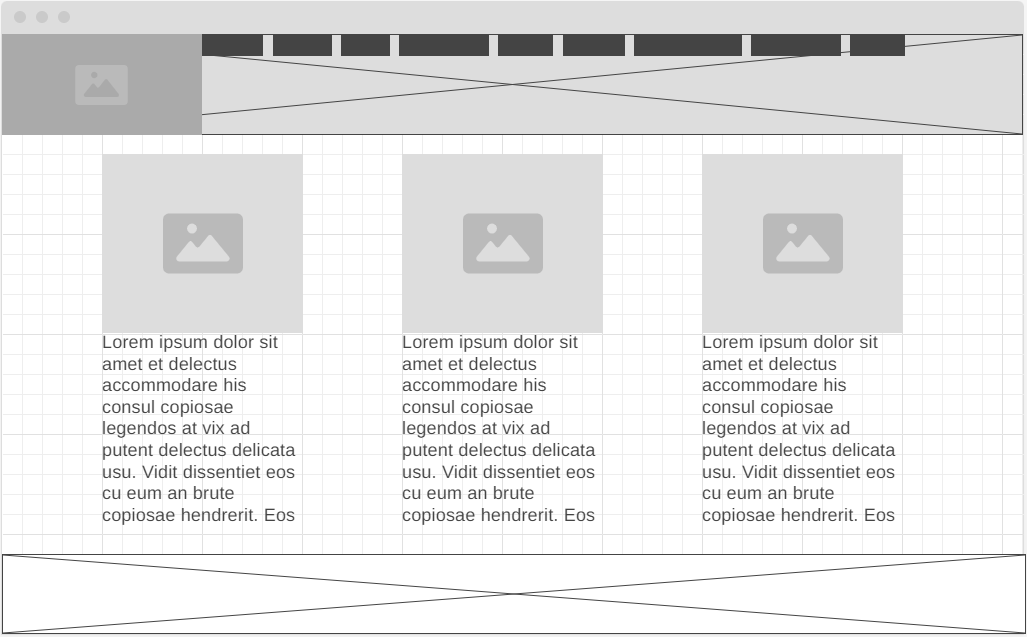 Lorem ipsum dolor sit
amet et delectus
accommodare his
consul copiosae
legendos at vix ad
putent delectus delicata
usu. Vidit dissentiet eos
cu eum an brute
copiosae hendrerit. Eos
Lorem ipsum dolor sit
amet et delectus
accommodare his
consul copiosae
legendos at vix ad
putent delectus delicata
usu. Vidit dissentiet eos
cu eum an brute
copiosae hendrerit. Eos
Lorem ipsum dolor sit
amet et delectus
accommodare his
consul copiosae
legendos at vix ad
putent delectus delicata
usu. Vidit dissentiet eos
cu eum an brute
copiosae hendrerit. Eos